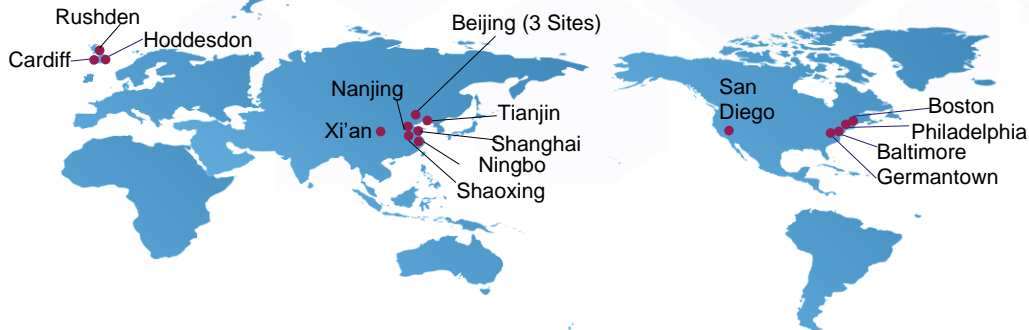 Rushden
Hoddesdon
Cardiff
Beijing (3 Sites)
Nanjing
Tianjin
Xi’an
Shanghai
Ningbo
Shaoxing
San
Diego
Boston
Philadelphia
Baltimore
Germantown